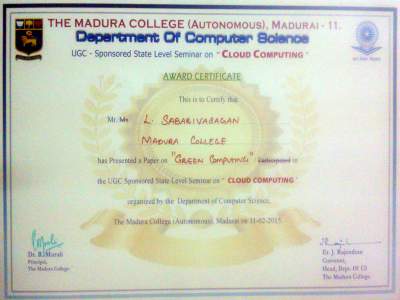 THE MADURA COLLEGE (AUTONOMOUS), MADURAI - 11.
Department Of Computer Science
UGC - Sponsored State Level Seminar on "CLOUD COMPUTING"
AWARD CERTIFICATE
This is to Certify that
Mr. Ms L. SABARIVASAGAN
MADURA COLLEGE
has Presented a Paper on "GREEN COMPUTING" Participated in
the UGC Sponsored State Level Seminar on "CLOUD COMPUTING"
organized by the Department of Computer Science,
The Madura College (Autonomous), Madurai on 11-02-2015.
Dr. R.Murali
Principal,
The Madura College.
Er. J. Rajendran
Convenor,
Head, Dept. Of CS
The Madura College.